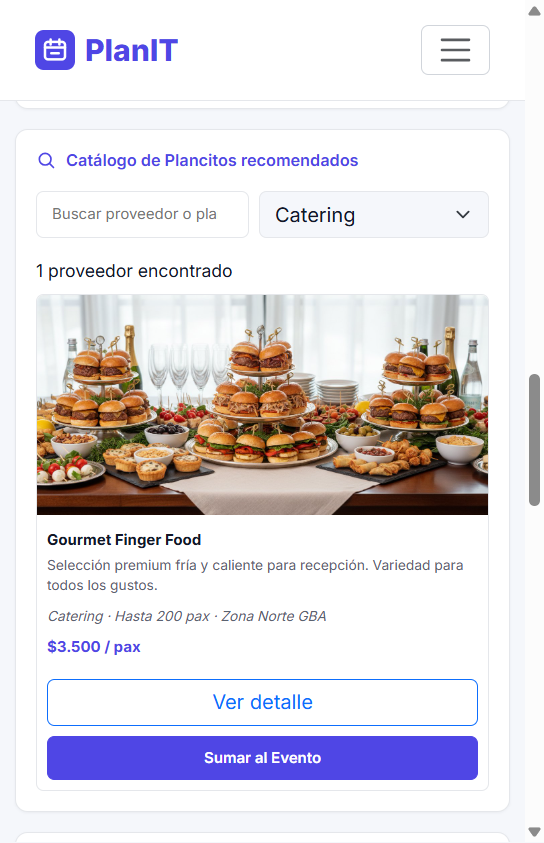 PlanIT
Catálogo de Plancitos recomendados
Buscar proveedor o pla
Catering
1 proveedor encontrado
Gourmet Finger Food
Selección premium fría y caliente para recepción. Variedad para
todos los gustos.
Catering · Hasta 200 pax · Zona Norte GBA
$3.500 / pax
Ver detalle
Sumar al Evento